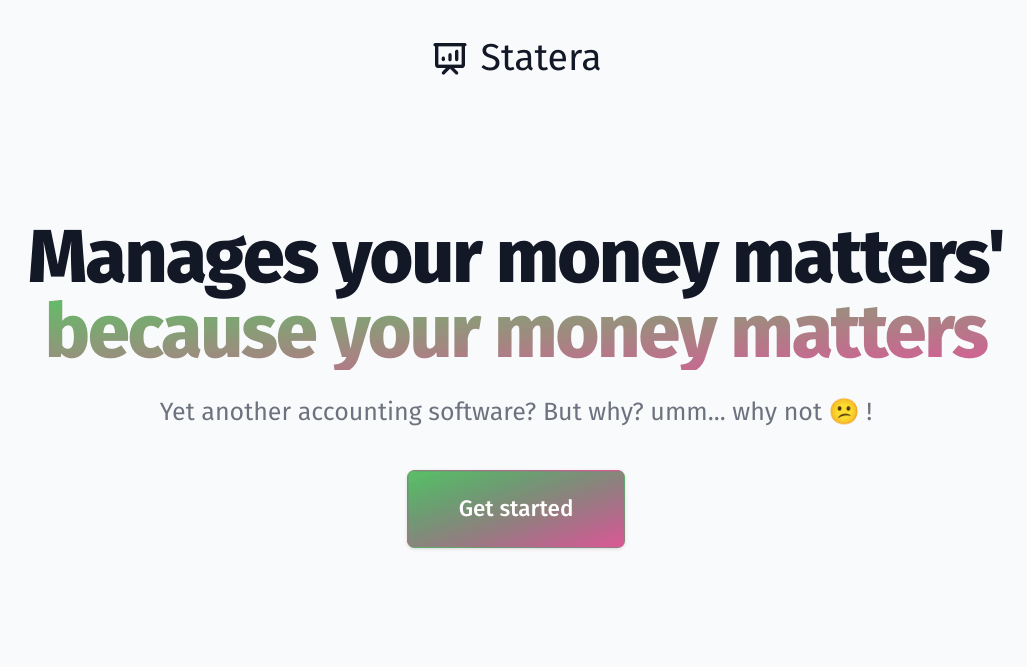 Statera
Manages your money matters'
because your money matters
Yet another accounting software? But why? umm... why not 😕 !
Get started